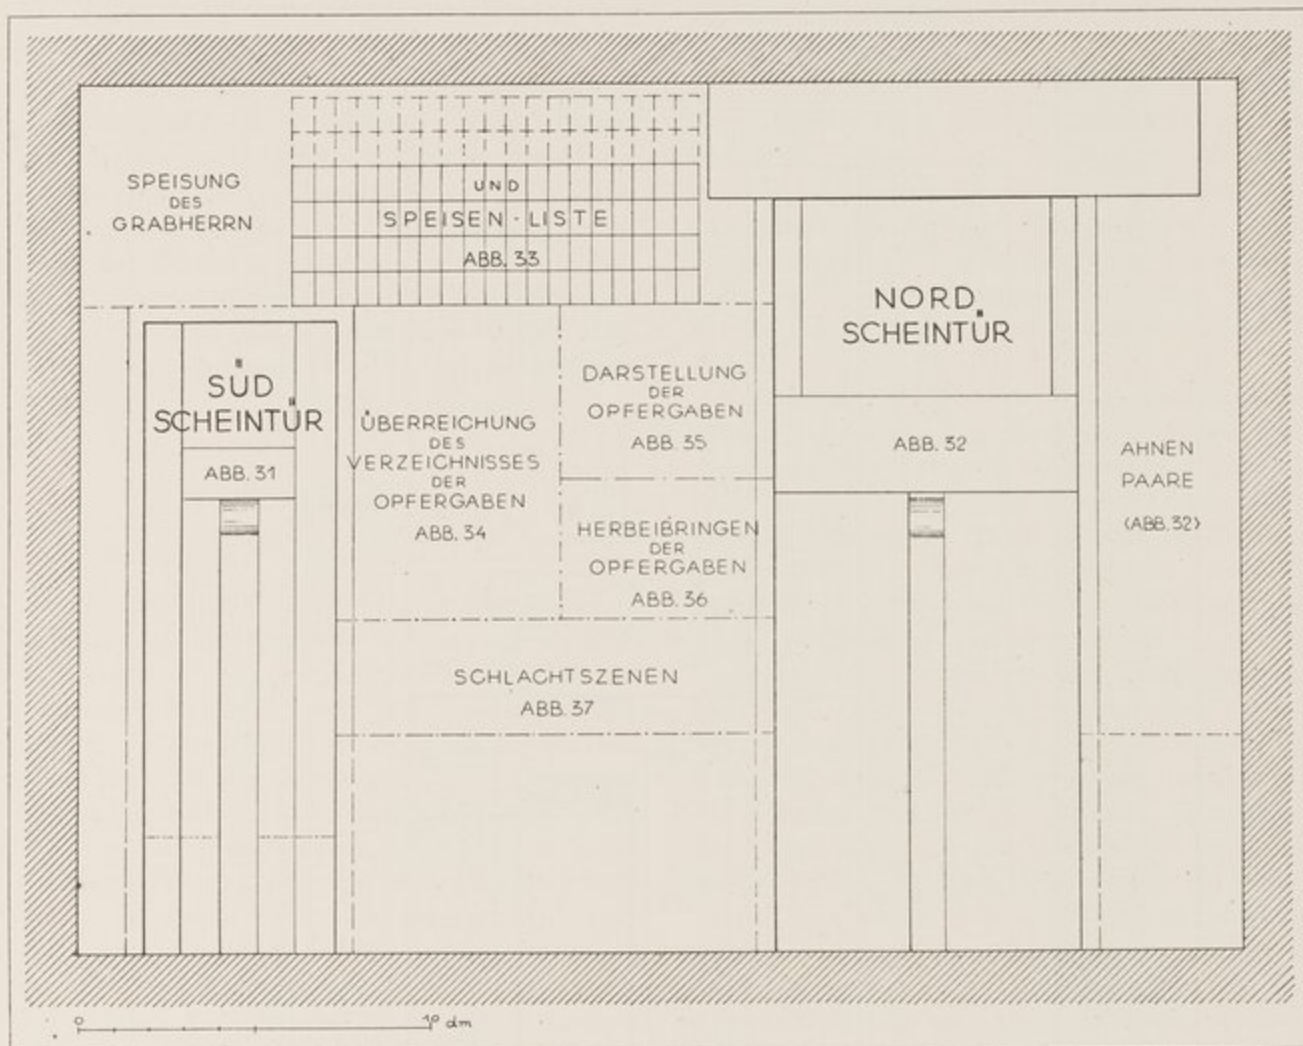 SPEISUNG
DES
GRABHERRN
UND
SPEISEN-LISTE
ABB. 33
SÜD
SCHEINTÜR
ABB. 31
ÜBERREICHUNG
DES
VERZEICHNISSES
DER
OPFERGABEN
ABB. 34
DARSTELLUNG
DER
OPFERGABEN
ABB. 35
HERBEIBRINGEN
DER
OPFERGABEN
ABB. 36
SCHLACHTSZENEN
ABB. 37
NORD
SCHEINTÜR
ABB. 32
AHNEN
PAARE
(ABB. 32)
0 10 dm